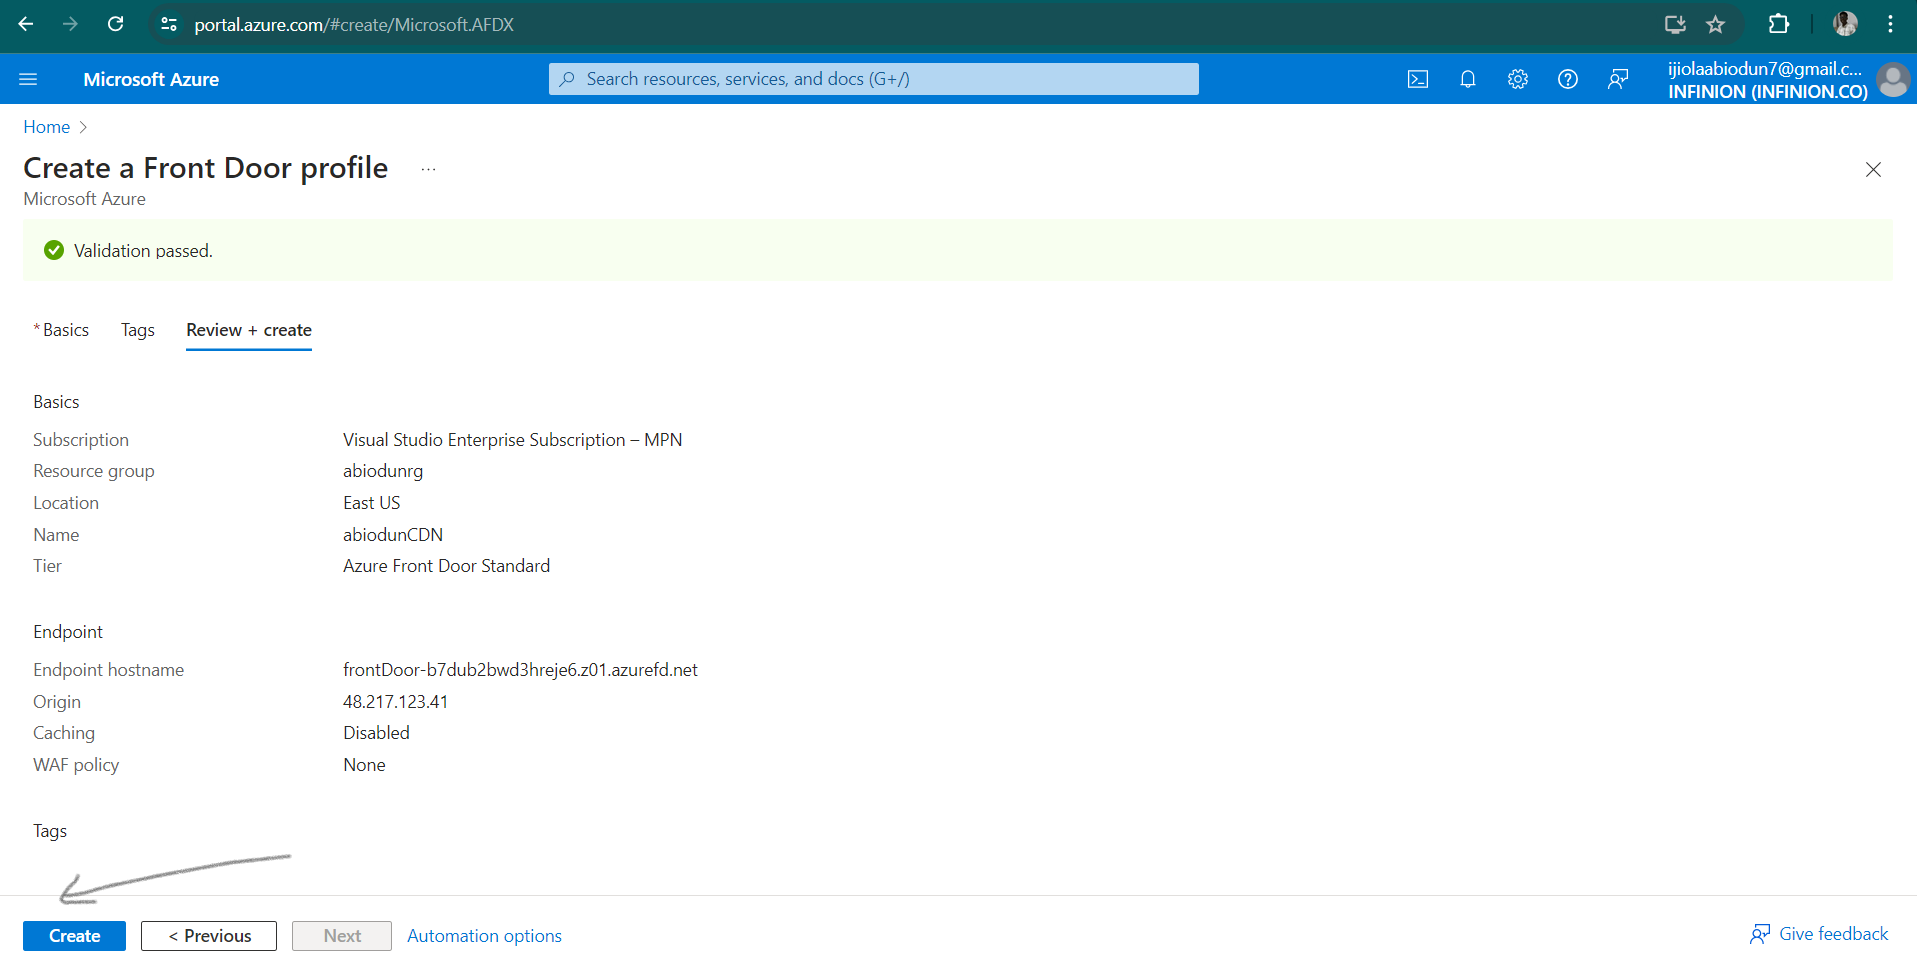 portal.azure.com/#create/Microsoft.AFDX
Microsoft Azure
Search resources, services, and docs (G+/)
ijiolaabiodun7@gmail.c...
INFINION (INFINION.CO)
Home
Create a Front Door profile ...
Microsoft Azure
Validation passed.
* Basics Tags Review + create
Basics
Subscription Visual Studio Enterprise Subscription – MPN
Resource group abiodunrg
Location East US
Name abiodunCDN
Tier Azure Front Door Standard
Endpoint
Endpoint hostname frontDoor-b7dub2bwd3hreje6.z01.azurefd.net
Origin 48.217.123.41
Caching Disabled
WAF policy None
Tags
Create < Previous Next Automation options Give feedback